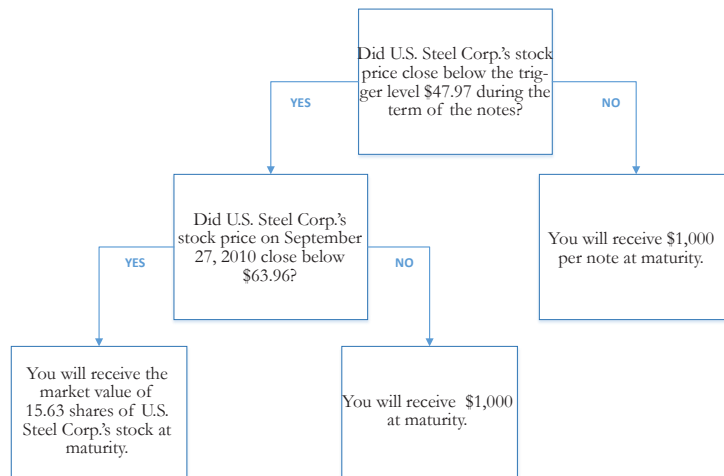 Did U.S. Steel Corp.'s stock
price close below the trig-
ger level $47.97 during the
term of the notes?
YES
NO
Did U.S. Steel Corp.'s
stock price on September
27, 2010 close below
$63.96?
You will receive $1,000
per note at maturity.
YES
NO
You will receive the
market value of
15.63 shares of U.S.
Steel Corp.'s stock at
maturity.
You will receive $1,000
at maturity.